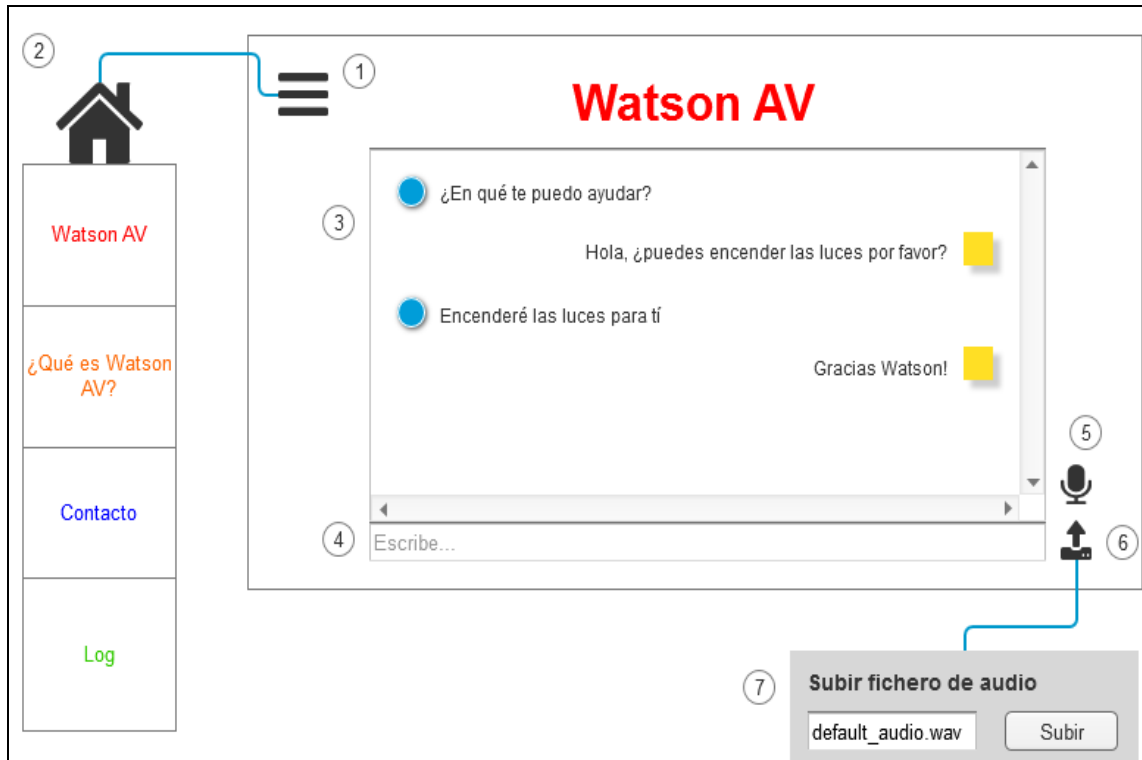 2
1
Watson AV
¿En qué te puedo ayudar?
3
Hola, ¿puedes encender las luces por favor?
Watson AV
Encenderé las luces para tí
¿Qué es Watson
AV?
Gracias Watson!
5
Contacto
4
Escribe...
6
Log
7
Subir fichero de audio
default_audio.wav
Subir